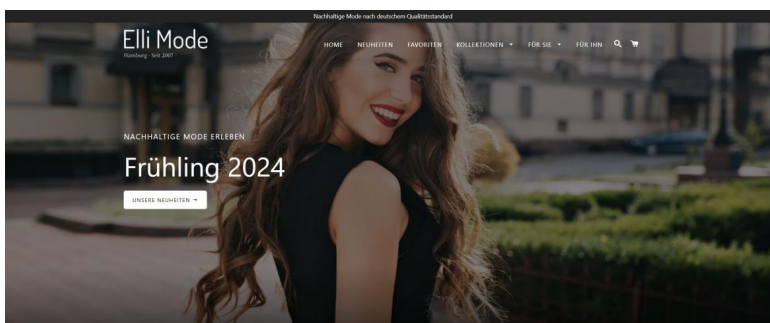 Nachhaltige Mode nach deutschem Qualitätsstandard
Elli Mode
Hamburg - Seit 2007
HOME NEUHEITEN FAVORITEN KOLLEKTIONEN FÜR SIE FÜR IHN
NACHHALTIGE MODE ERLEBEN
Frühling 2024
UNSERE NEUHEITEN →